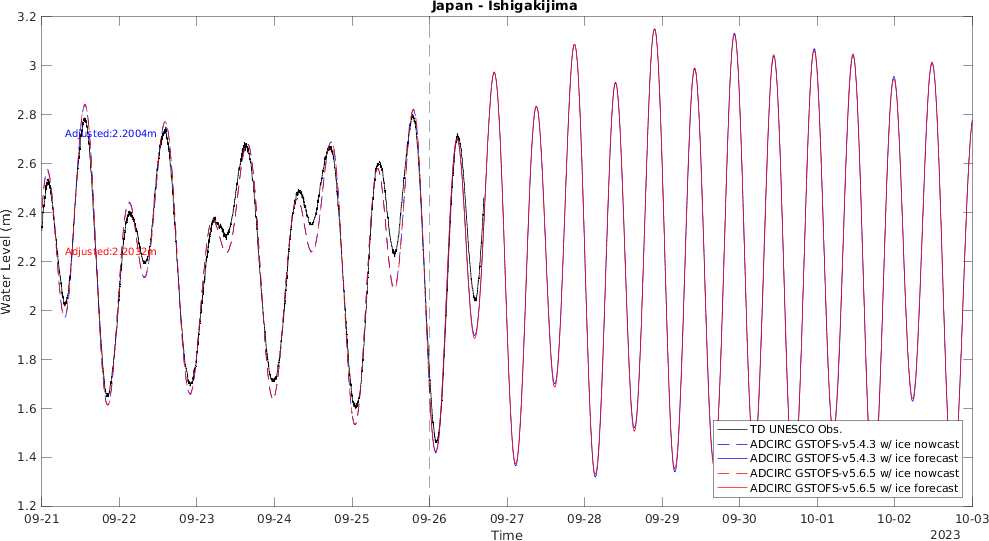 Japan - Ishigakijima
3.2
3
2.8
2.6
2.4
2.2
2
1.8
1.6
1.4
1.2
Water Level (m)
Adjusted:2.2004m
Adjusted:2.2032m
TD UNESCO Obs.
ADCIRC GSTOFS-v5.4.3 w/ ice nowcast
ADCIRC GSTOFS-v5.4.3 w/ ice forecast
ADCIRC GSTOFS-v5.6.5 w/ ice nowcast
ADCIRC GSTOFS-v5.6.5 w/ ice forecast
09-21 09-22 09-23 09-24 09-25 09-26 09-27 09-28 09-29 09-30 10-01 10-02 10-03
Time
2023